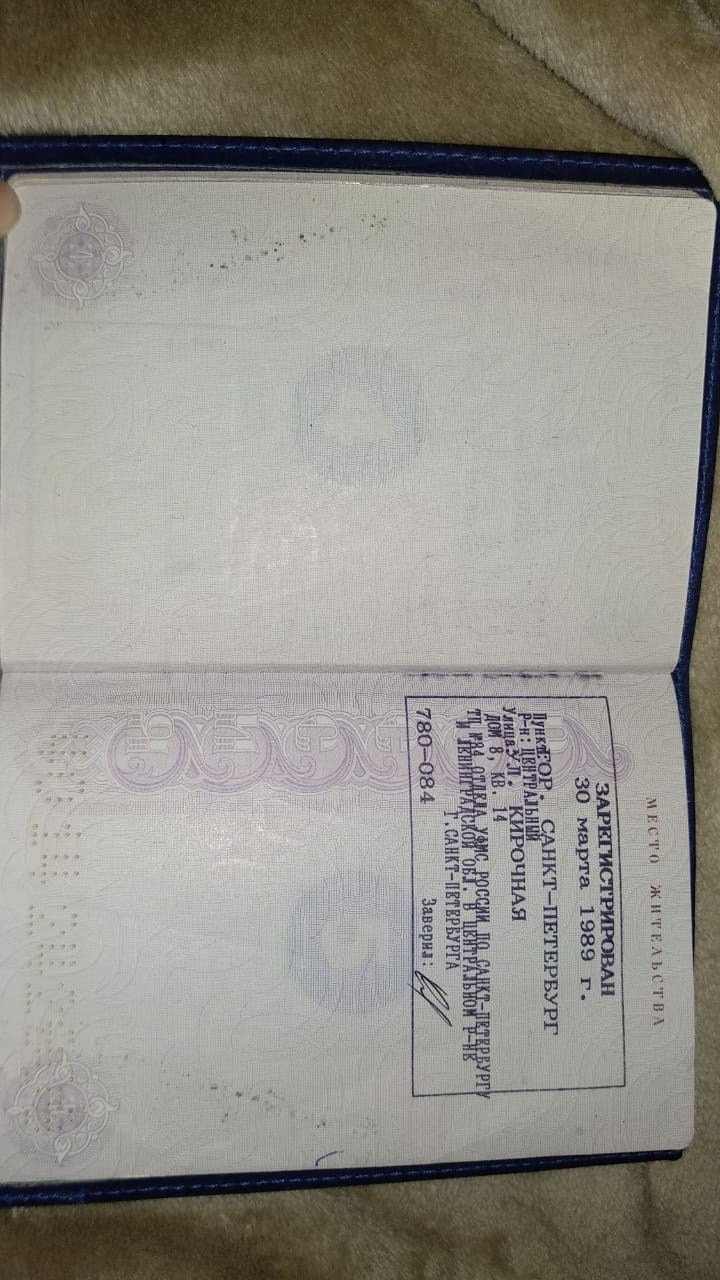 МЕСТО ЖИТЕЛЬСТВА
ЗАРЕГИСТРИРОВАН
30 марта 1989 г.
Пункт ГОР. САНКТ-ПЕТЕРБУРГ
Р-н: ЦЕНТРАЛЬНЫЙ
Улица УЛ. КИРОЧНАЯ
ДОМ 8, КВ. 14
ТП №84 ОТДЕЛА УФМС РОССИИ ПО САНКТ-ПЕТЕРБУРГУ
И ЛЕНИНГРАДСКОЙ ОБЛ. В ЦЕНТРАЛЬНОМ Р-НЕ
Г.САНКТ-ПЕТЕРБУРГА
780-084 Заверил: